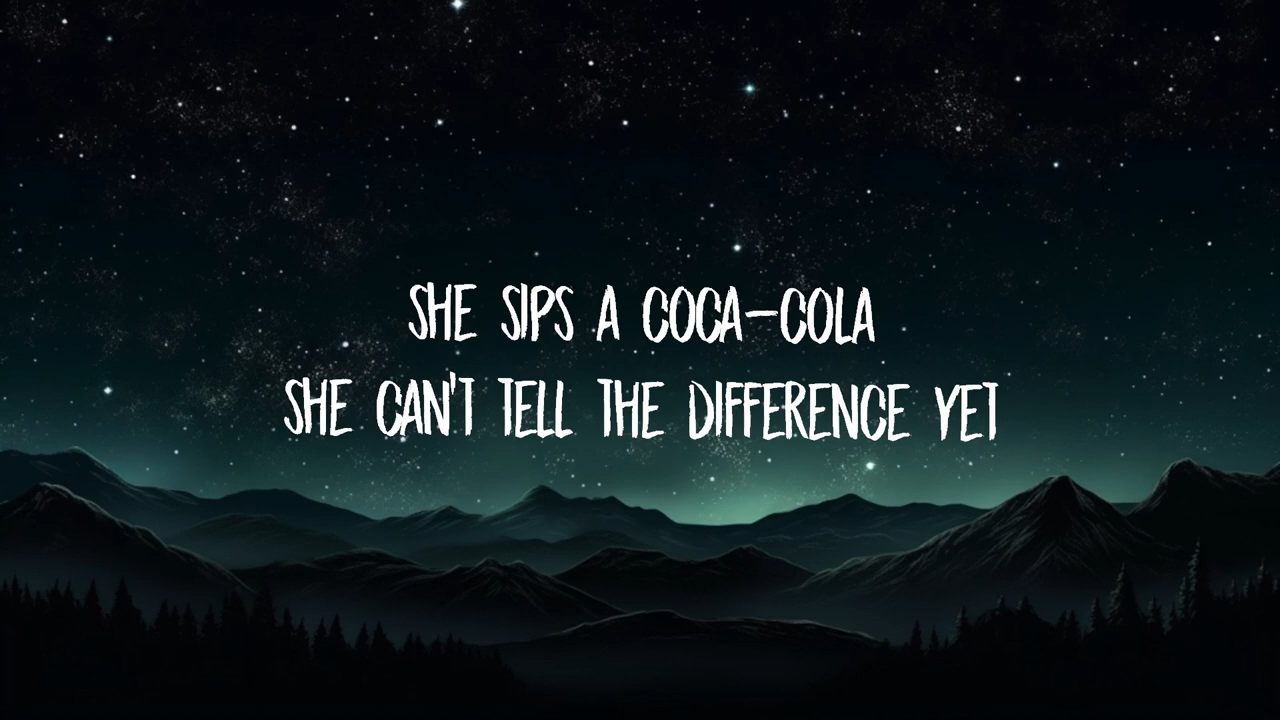 SHE SIPS A COCA-COLA
SHE CAN'T TELL THE DIFFERENCE YET